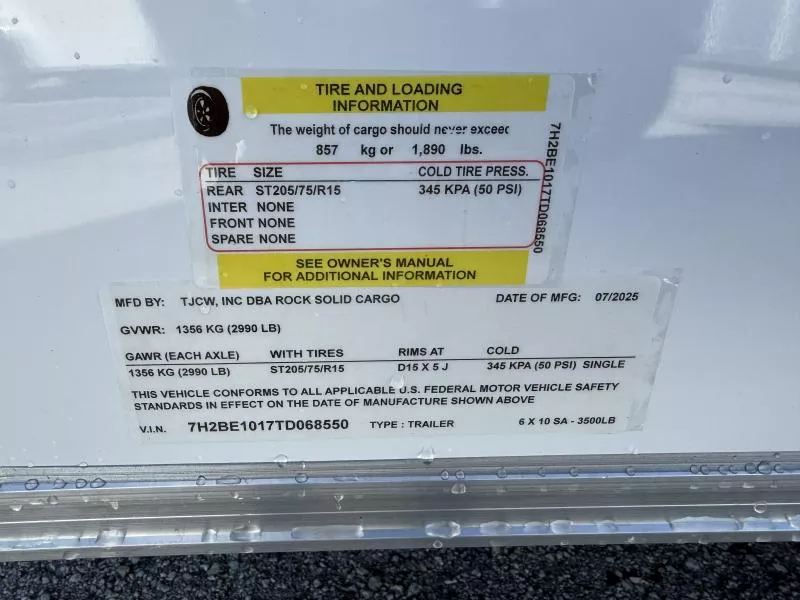 TIRE AND LOADING
INFORMATION
The weight of cargo should never exceed
857 kg or 1,890 lbs.
TIRE SIZE COLD TIRE PRESS.
REAR ST205/75/R15 345 KPA (50 PSI)
INTER NONE
FRONT NONE
SPARE NONE
SEE OWNER'S MANUAL
FOR ADDITIONAL INFORMATION
7H2BE1017TD068550
MFD BY: TJCW, INC DBA ROCK SOLID CARGO DATE OF MFG: 07/2025
GVWR: 1356 KG (2990 LB)
GAWR (EACH AXLE) WITH TIRES RIMS AT COLD
1356 KG (2990 LB) ST205/75/R15 D15 X 5 J 345 KPA (50 PSI) SINGLE
THIS VEHICLE CONFORMS TO ALL APPLICABLE U.S. FEDERAL MOTOR VEHICLE SAFETY
STANDARDS IN EFFECT ON THE DATE OF MANUFACTURE SHOWN ABOVE
V.I.N. 7H2BE1017TD068550 TYPE : TRAILER 6 X 10 SA - 3500LB